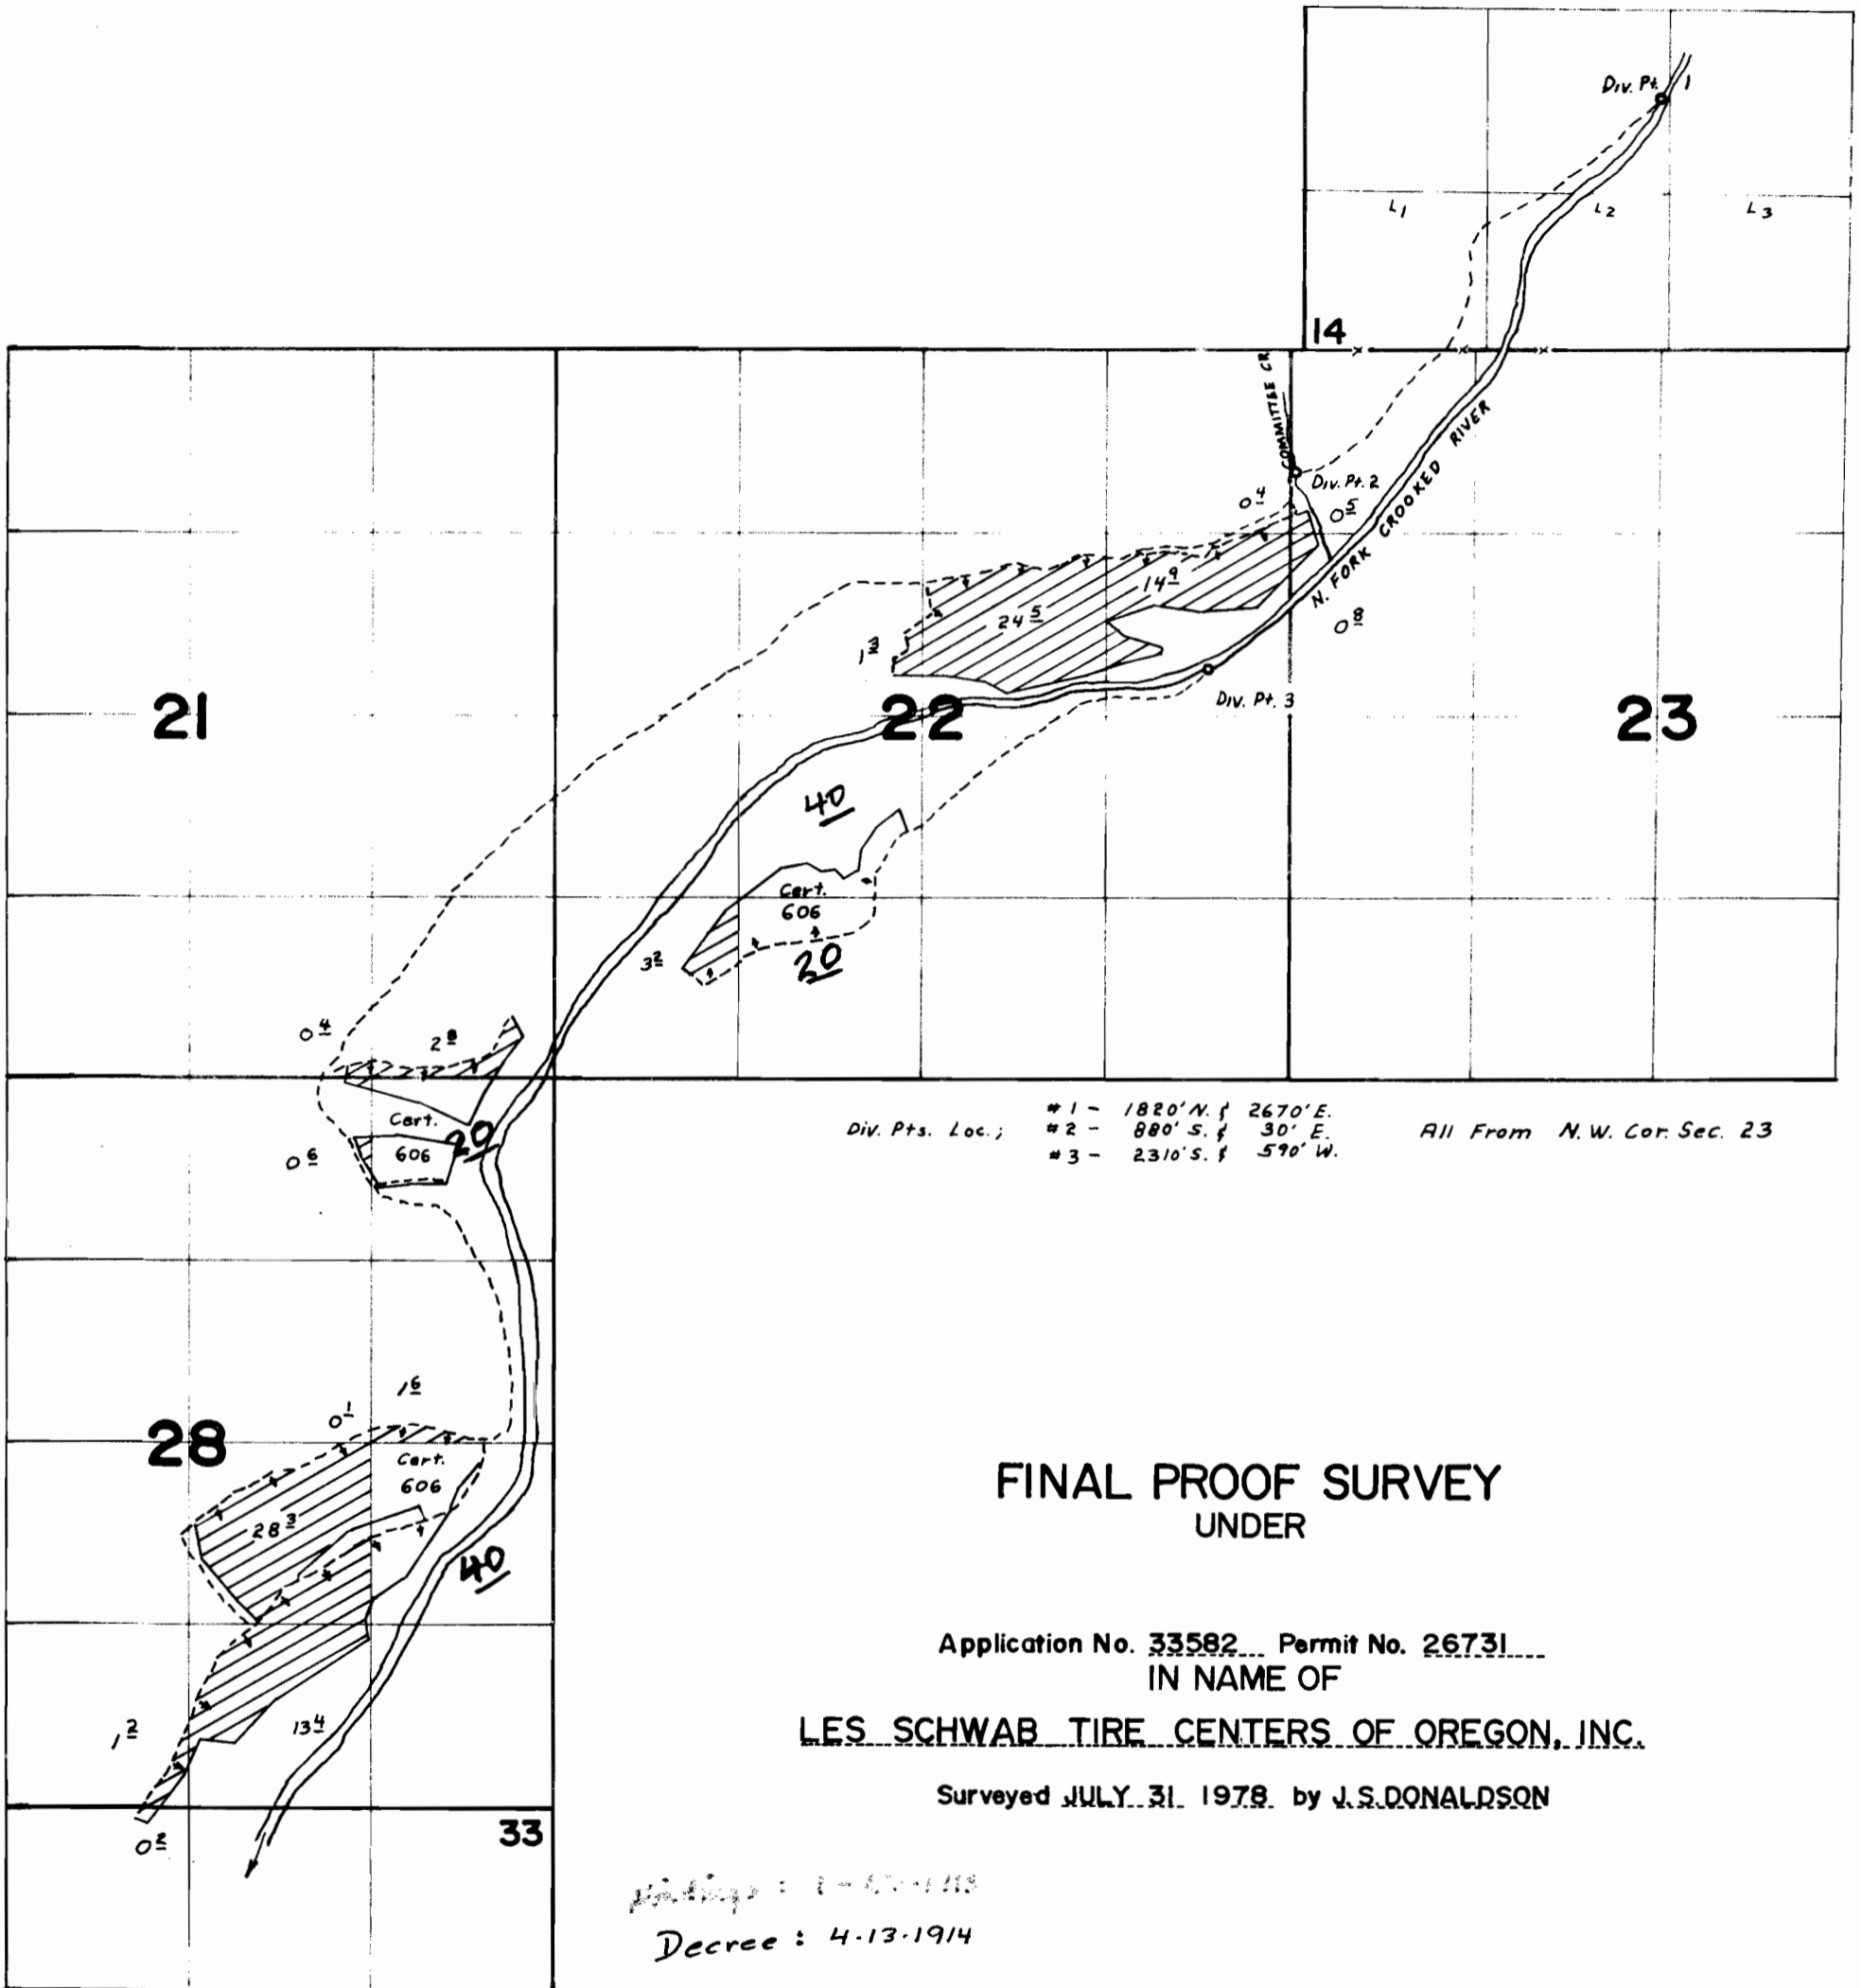 Div. Pt. 1
L1 L2 L3
14
COMMITTEE CR
Div. Pt. 2
N. FORK CROOKED RIVER
0 4
0 5
14 9
24 5
0 8
1 3
Div. Pt. 3
21
22
23
40
Cert.
606
20
3 2
0 4
2 8
Cert.
606
20
0 6
Div. Pts. Loc.;
#1 - 1820' N. & 2670' E.
#2 - 880' S. & 30' E.
#3 - 2310' S. & 590' W.
All From N.W. Cor. Sec. 23
1 6
0 1
28
Cert.
606
28 3
40
1 2
13 4
0 2
33
FINAL PROOF SURVEY
UNDER
Application No. 33582 Permit No. 26731
IN NAME OF
LES SCHWAB TIRE CENTERS OF OREGON, INC.
Surveyed JULY 31 1978 by J.S. DONALDSON
Decree : 4-13-1914